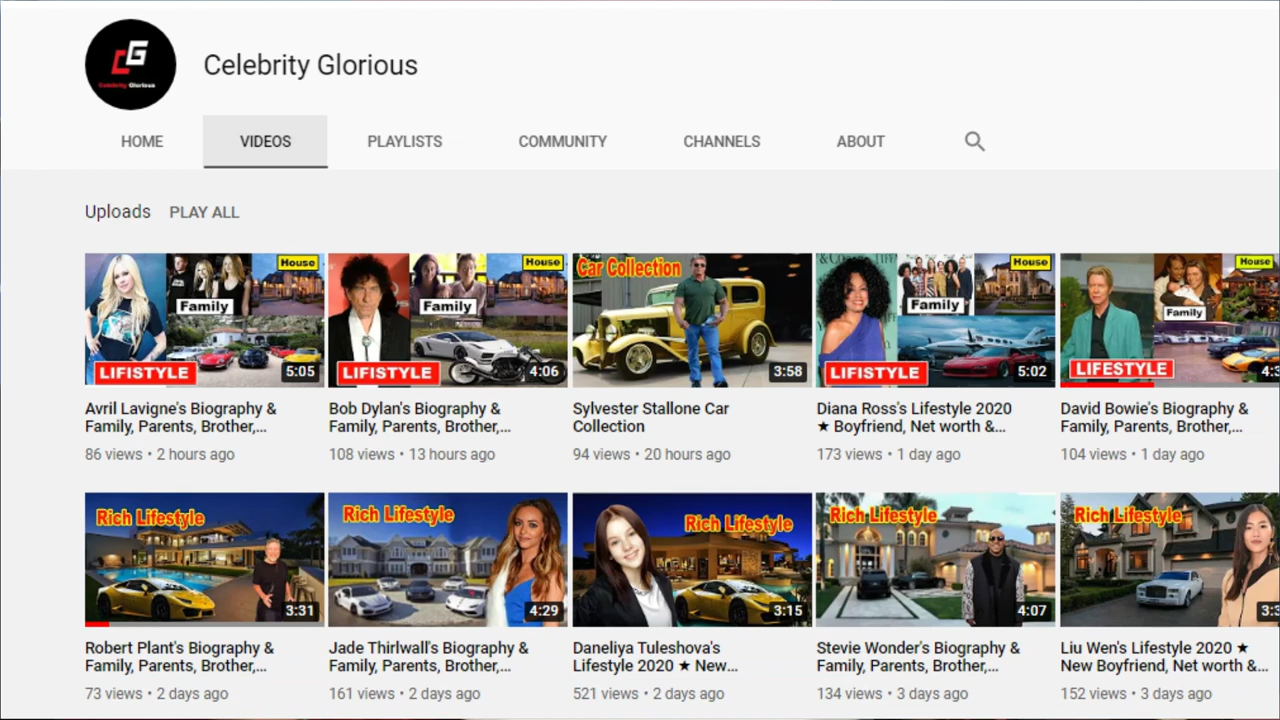 CG
Celebrity Glorious
Celebrity Glorious
HOME VIDEOS PLAYLISTS COMMUNITY CHANNELS ABOUT
Uploads PLAY ALL
House
Family
LIFISTYLE
5:05
House
Family
LIFISTYLE
4:06
Car Collection
3:58
House
Family
LIFISTYLE
5:02
House
Family
LIFESTYLE
Avril Lavigne's Biography &
Family, Parents, Brother,...
86 views • 2 hours ago
Bob Dylan's Biography &
Family, Parents, Brother,...
108 views • 13 hours ago
Sylvester Stallone Car
Collection
94 views • 20 hours ago
Diana Ross's Lifestyle 2020
★ Boyfriend, Net worth &...
173 views • 1 day ago
David Bowie's Biography &
Family, Parents, Brother,...
104 views • 1 day ago
Rich Lifestyle
3:31
Rich Lifestyle
4:29
Rich Lifestyle
3:15
Rich Lifestyle
4:07
Rich Lifestyle
Robert Plant's Biography &
Family, Parents, Brother,...
73 views • 2 days ago
Jade Thirlwall's Biography &
Family, Parents, Brother,...
161 views • 2 days ago
Daneliya Tuleshova's
Lifestyle 2020 ★ New...
521 views • 2 days ago
Stevie Wonder's Biography &
Family, Parents, Brother,...
134 views • 3 days ago
Liu Wen's Lifestyle 2020 ★
New Boyfriend, Net worth &...
152 views • 3 days ago